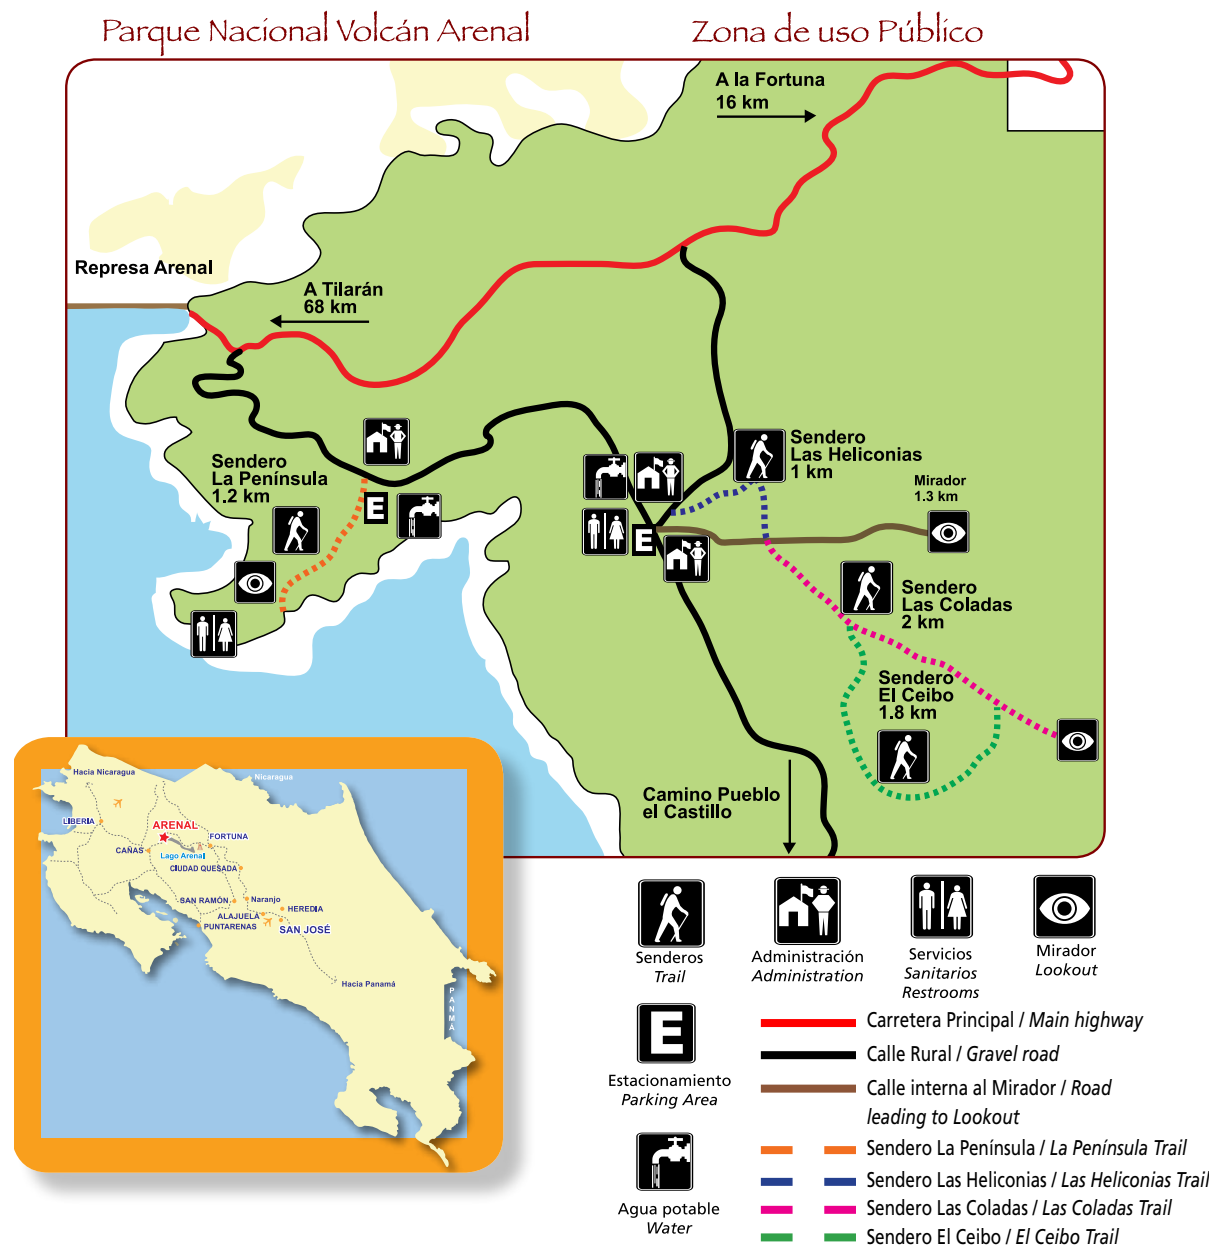 Parque Nacional Volcán Arenal
Zona de uso Público
A la Fortuna
16 km
Represa Arenal
A Tilarán
68 km
Sendero
La Península
1.2 km
E
Sendero
Las Heliconias
1 km
Mirador
1.3 km
E
Sendero
Las Coladas
2 km
Sendero
El Ceibo
1.8 km
Camino Pueblo
el Castillo
Hacia Nicaragua
Nicaragua
LIBERIA
ARENAL
FORTUNA
CAÑAS
Lago Arenal
CIUDAD QUESADA
SAN RAMÓN
Naranjo
HEREDIA
ALAJUELA
PUNTARENAS
SAN JOSÉ
Hacia Panamá
PANMÁ
Senderos
Trail
Administración
Administration
Servicios
Sanitarios
Restrooms
Mirador
Lookout
E
Estacionamiento
Parking Area
Agua potable
Water
Carretera Principal / Main highway
Calle Rural / Gravel road
Calle interna al Mirador / Road
leading to Lookout
Sendero La Península / La Península Trail
Sendero Las Heliconias / Las Heliconias Trail
Sendero Las Coladas / Las Coladas Trail
Sendero El Ceibo / El Ceibo Trail